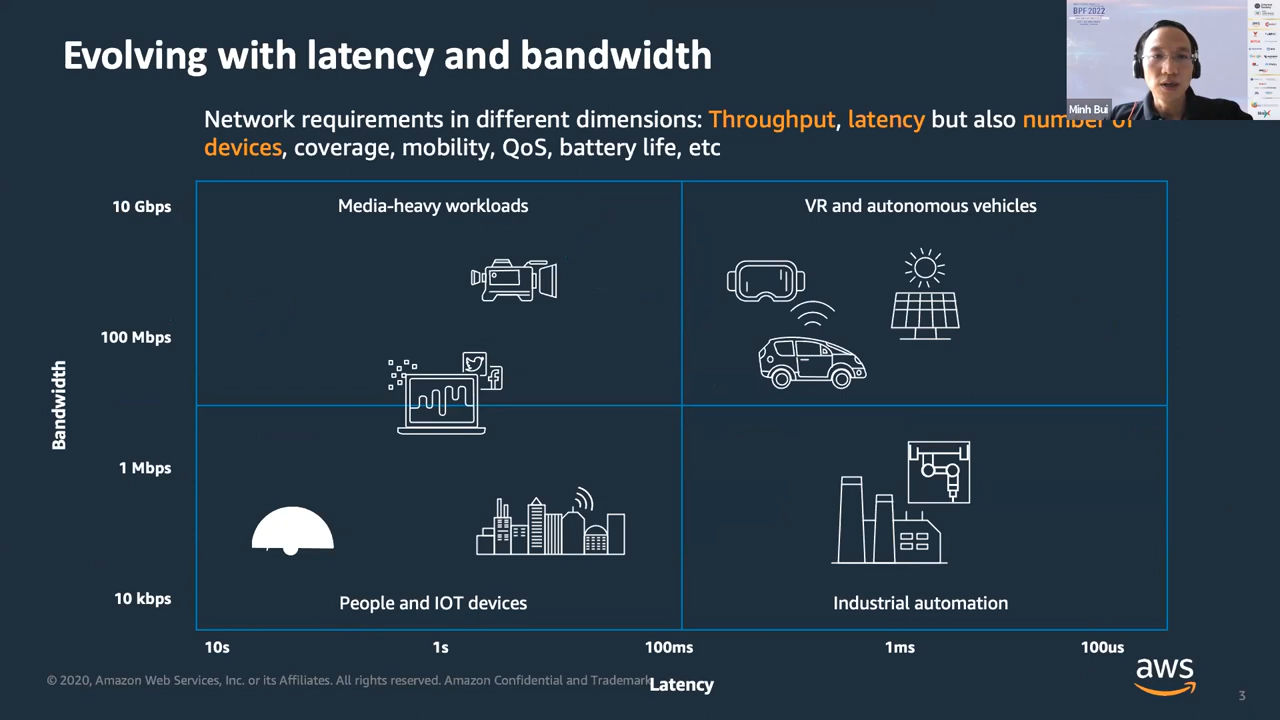 Evolving with latency and bandwidth
BPF 2022
Minh Bui
Network requirements in different dimensions: Throughput, latency but also number of
devices, coverage, mobility, QoS, battery life, etc
Media-heavy workloads
VR and autonomous vehicles
10 Gbps
100 Mbps
Bandwidth
1 Mbps
10 kbps
People and IOT devices
Industrial automation
10s
1s
100ms
1ms
100us
Latency
© 2020, Amazon Web Services, Inc. or its Affiliates. All rights reserved. Amazon Confidential and Trademark
aws
3